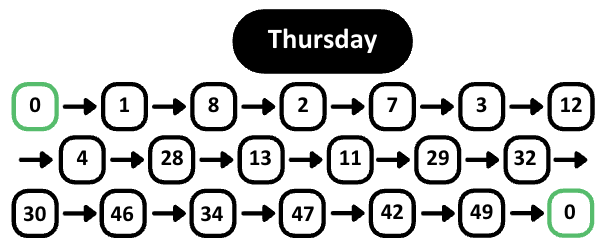 Thursday
0 → 1 → 8 → 2 → 7 → 3 → 12
→ 4 → 28 → 13 → 11 → 29 → 32 →
30 → 46 → 34 → 47 → 42 → 49 → 0